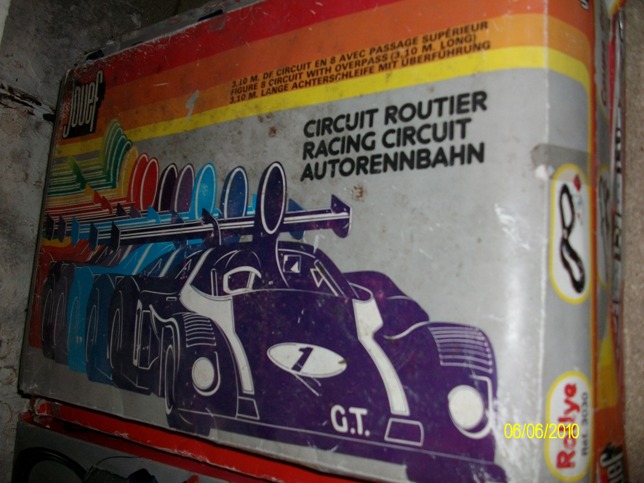 Jouef
3,10 M. DE CIRCUIT EN 8 AVEC PASSAGE SUPÉRIEUR
FIGURE 8 CIRCUIT WITH OVERPASS (3,10 M. LONG)
3,10 M. LANGE ACHTERSCHLEIFE MIT ÜBERFÜHRUNG
CIRCUIT ROUTIER
RACING CIRCUIT
AUTORENNBAHN
1
G.T.
Rallye
06/06/2010